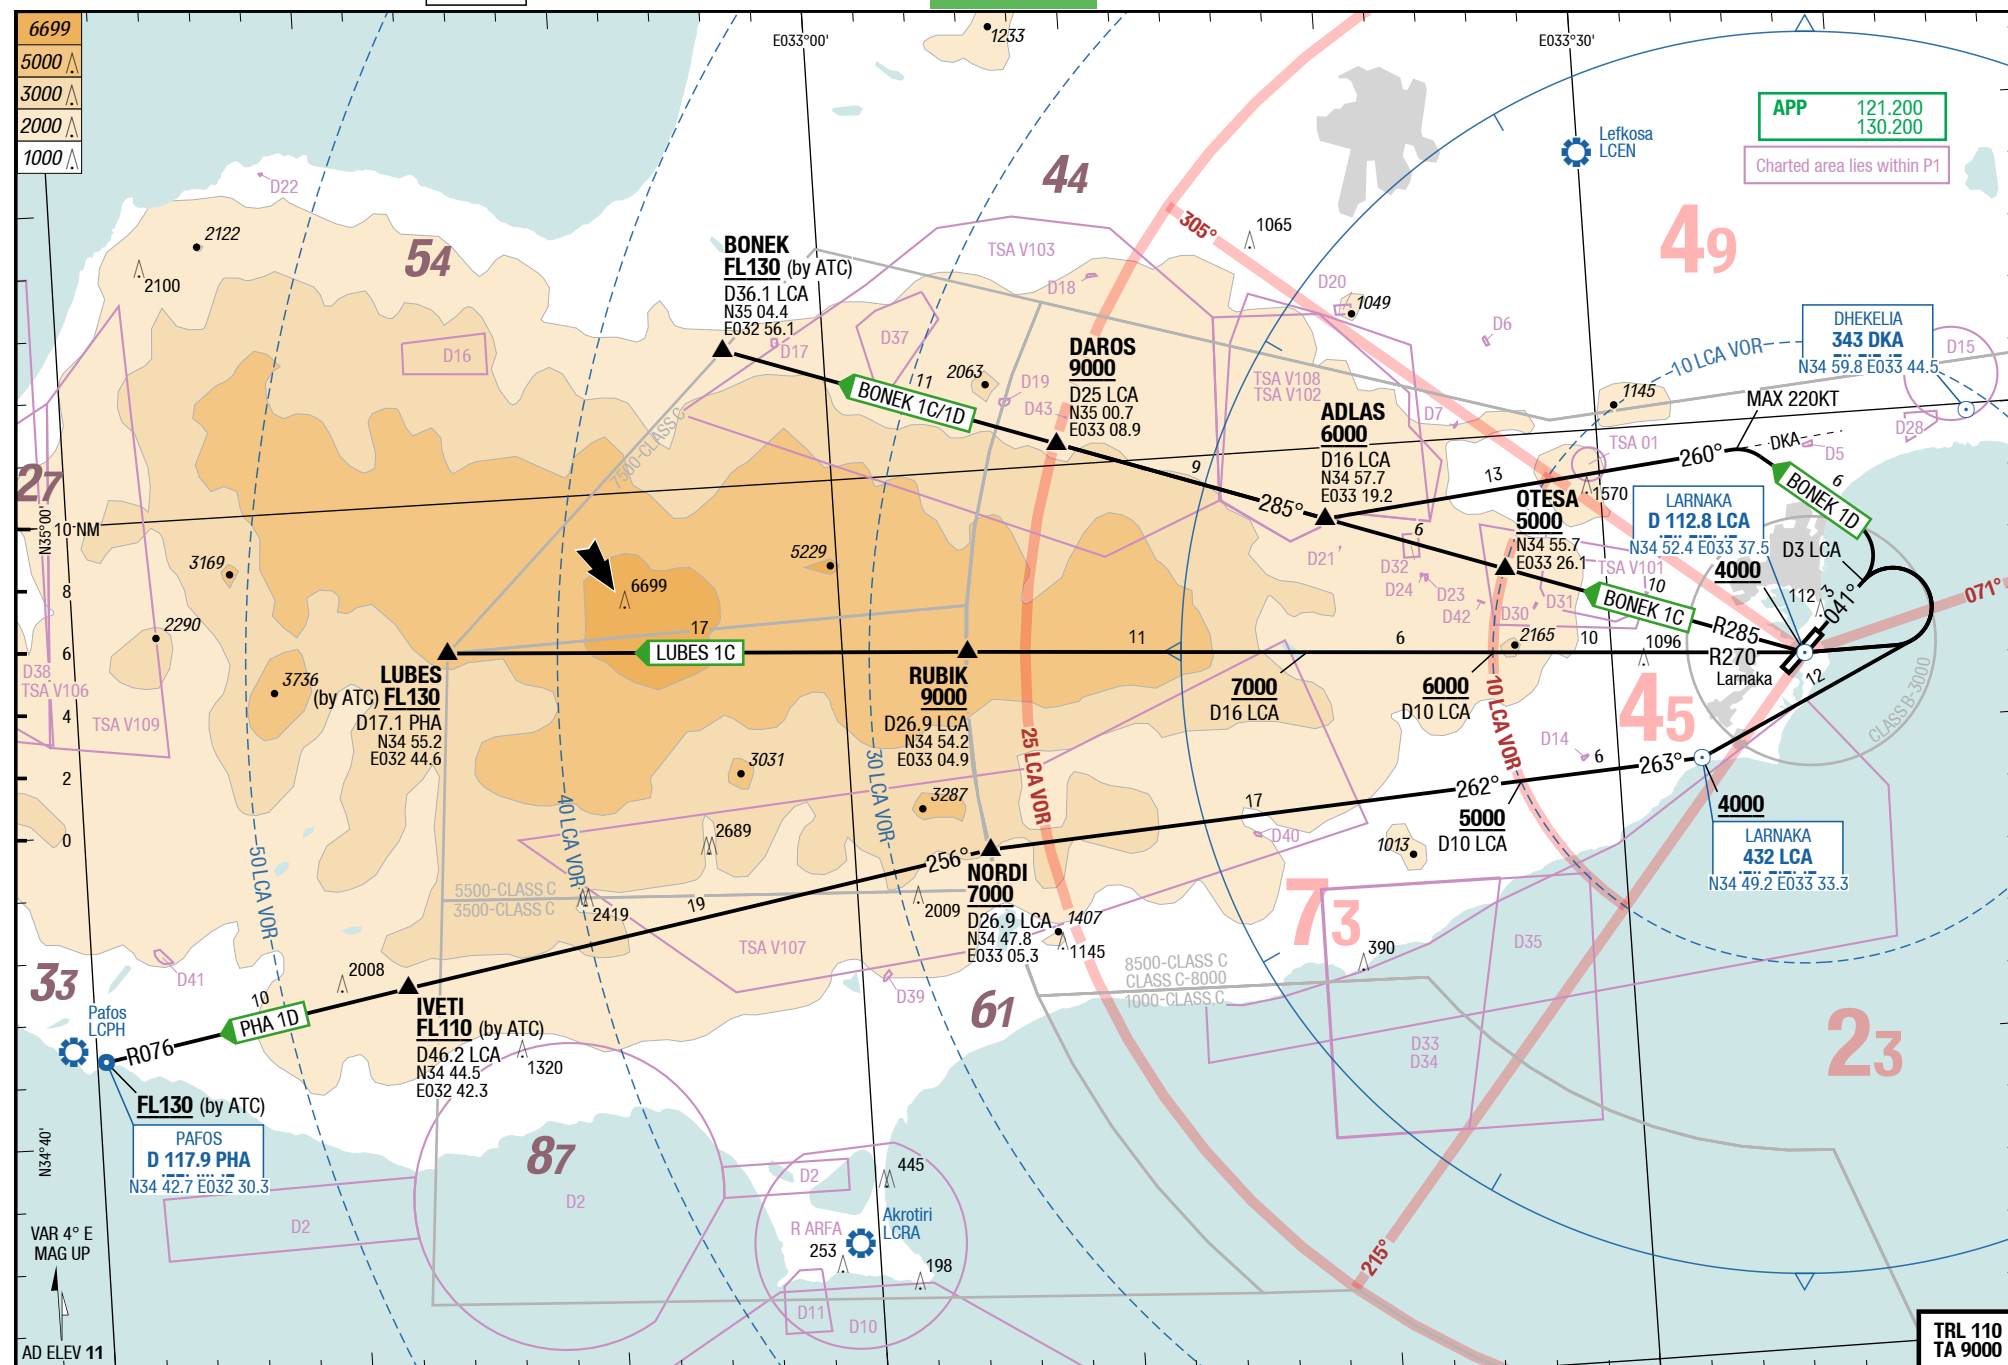 6699
5000
3000
2000
1000
E033°00'
E033°30'
1233
APP 121.200
130.200
Charted area lies within P1
Lefkosa
LCEN
D22
2122
2100
54
44
49
305°
1065
TSA V103
D18
D20
1049
D6
BONEK
FL130 (by ATC)
D36.1 LCA
N35 04.4
E032 56.1
D17
D37
D16
DHEKELIA
343 DKA
N34 59.8 E033 44.5
D15
10 LCA VOR
DAROS
9000
D25 LCA
N35 00.7
E033 08.9
11
BONEK 1C/1D
2063
D19
D43
TSA V108
TSA V102
ADLAS
6000
D16 LCA
N34 57.7
E033 19.2
D7
1145
MAX 220KT
D28
DKA
D5
TSA 01
260°
13
9
285°
6
BONEK 1D
7500-CLASS C
27
N35°00'
10 NM
8
6
4
2
0
1570
OTESA
5000
N34 55.7
E033 26.1
LARNAKA
D 112.8 LCA
N34 52.4 E033 37.5
D3 LCA
4000
TSA V101
6
D21
D32
D24
D23
D42
D30
D31
10
BONEK 1C
R285
112
3
041°
071°
3169
5229
6699
2290
3736
D38
TSA V106
TSA V109
17
LUBES 1C
LUBES
(by ATC) FL130
D17.1 PHA
N34 55.2
E032 44.6
RUBIK
9000
D26.9 LCA
N34 54.2
E033 04.9
11
6
2165
10
1096
R270
Larnaka
12
7000
D16 LCA
6000
D10 LCA
10 LCA VOR
45
CLASS B-3000
25 LCA VOR
30 LCA VOR
40 LCA VOR
50 LCA VOR
3031
3287
2689
D14
6
263°
262°
17
5000
D10 LCA
4000
LARNAKA
432 LCA
N34 49.2 E033 33.3
D40
1013
256°
NORDI
7000
D26.9 LCA
N34 47.8
E033 05.3
5500-CLASS C
3500-CLASS C
19
2419
2009
1407
1145
TSA V107
D39
73
390
D35
8500-CLASS C
CLASS C-8000
1000-CLASS C
33
D41
2008
10
PHA 1D
R076
Pafos
LCPH
IVETI
FL110 (by ATC)
D46.2 LCA
N34 44.5
E032 42.3
1320
61
D33
D34
23
FL130 (by ATC)
PAFOS
D 117.9 PHA
N34 42.7 E032 30.3
N34°40'
87
D2
D2
D2
445
R ARFA
253
Akrotiri
LCRA
198
D11
D10
215°
VAR 4° E
MAG UP
AD ELEV 11
TRL 110
TA 9000